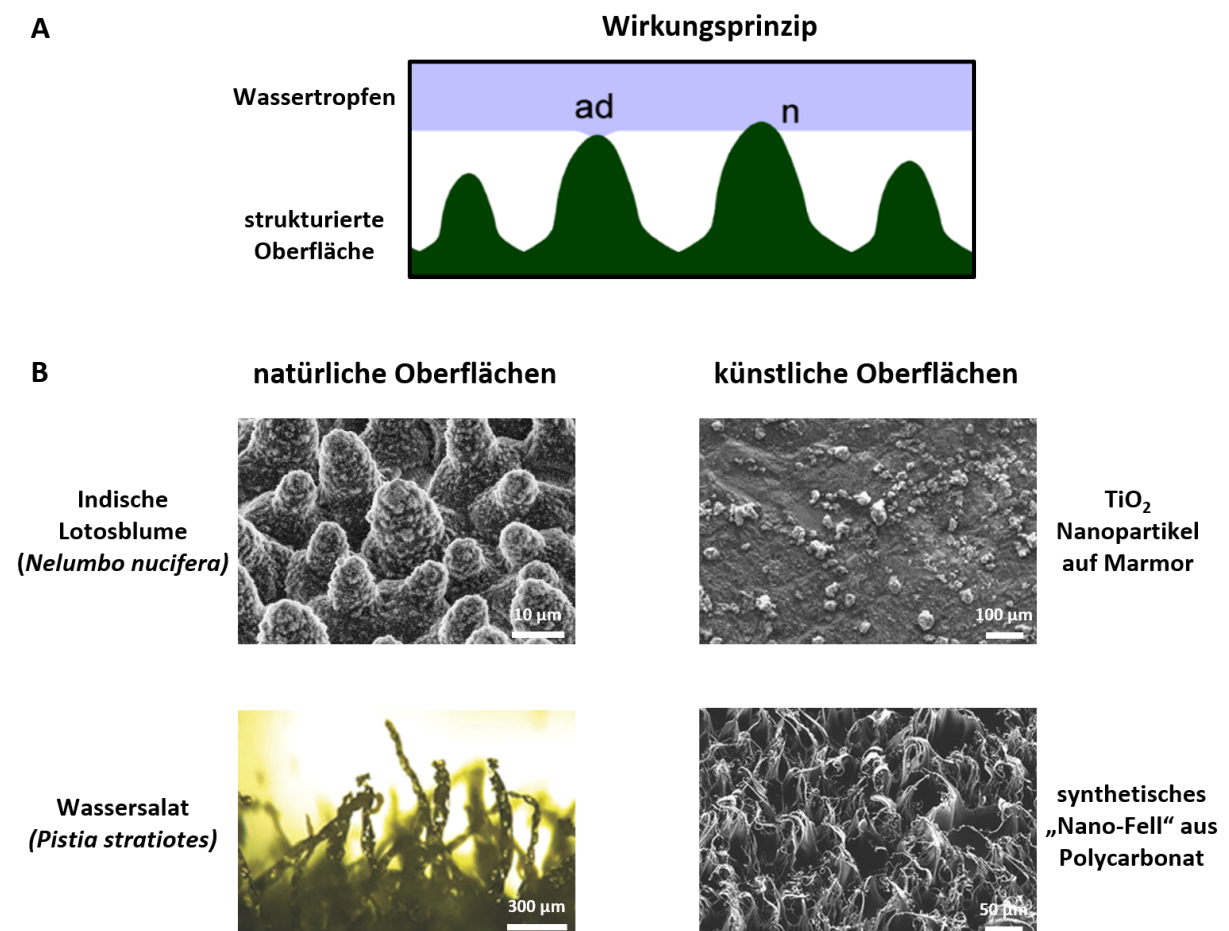 A
Wirkungsprinzip
Wassertropfen
ad
n
strukturierte
Oberfläche
B
natürliche Oberflächen
künstliche Oberflächen
Indische
Lotosblume
(Nelumbo nucifera)
10 µm
100 µm
TiO₂
Nanopartikel
auf Marmor
Wassersalat
(Pistia stratiotes)
300 µm
50 µm
synthetisches
„Nano-Fell“ aus
Polycarbonat